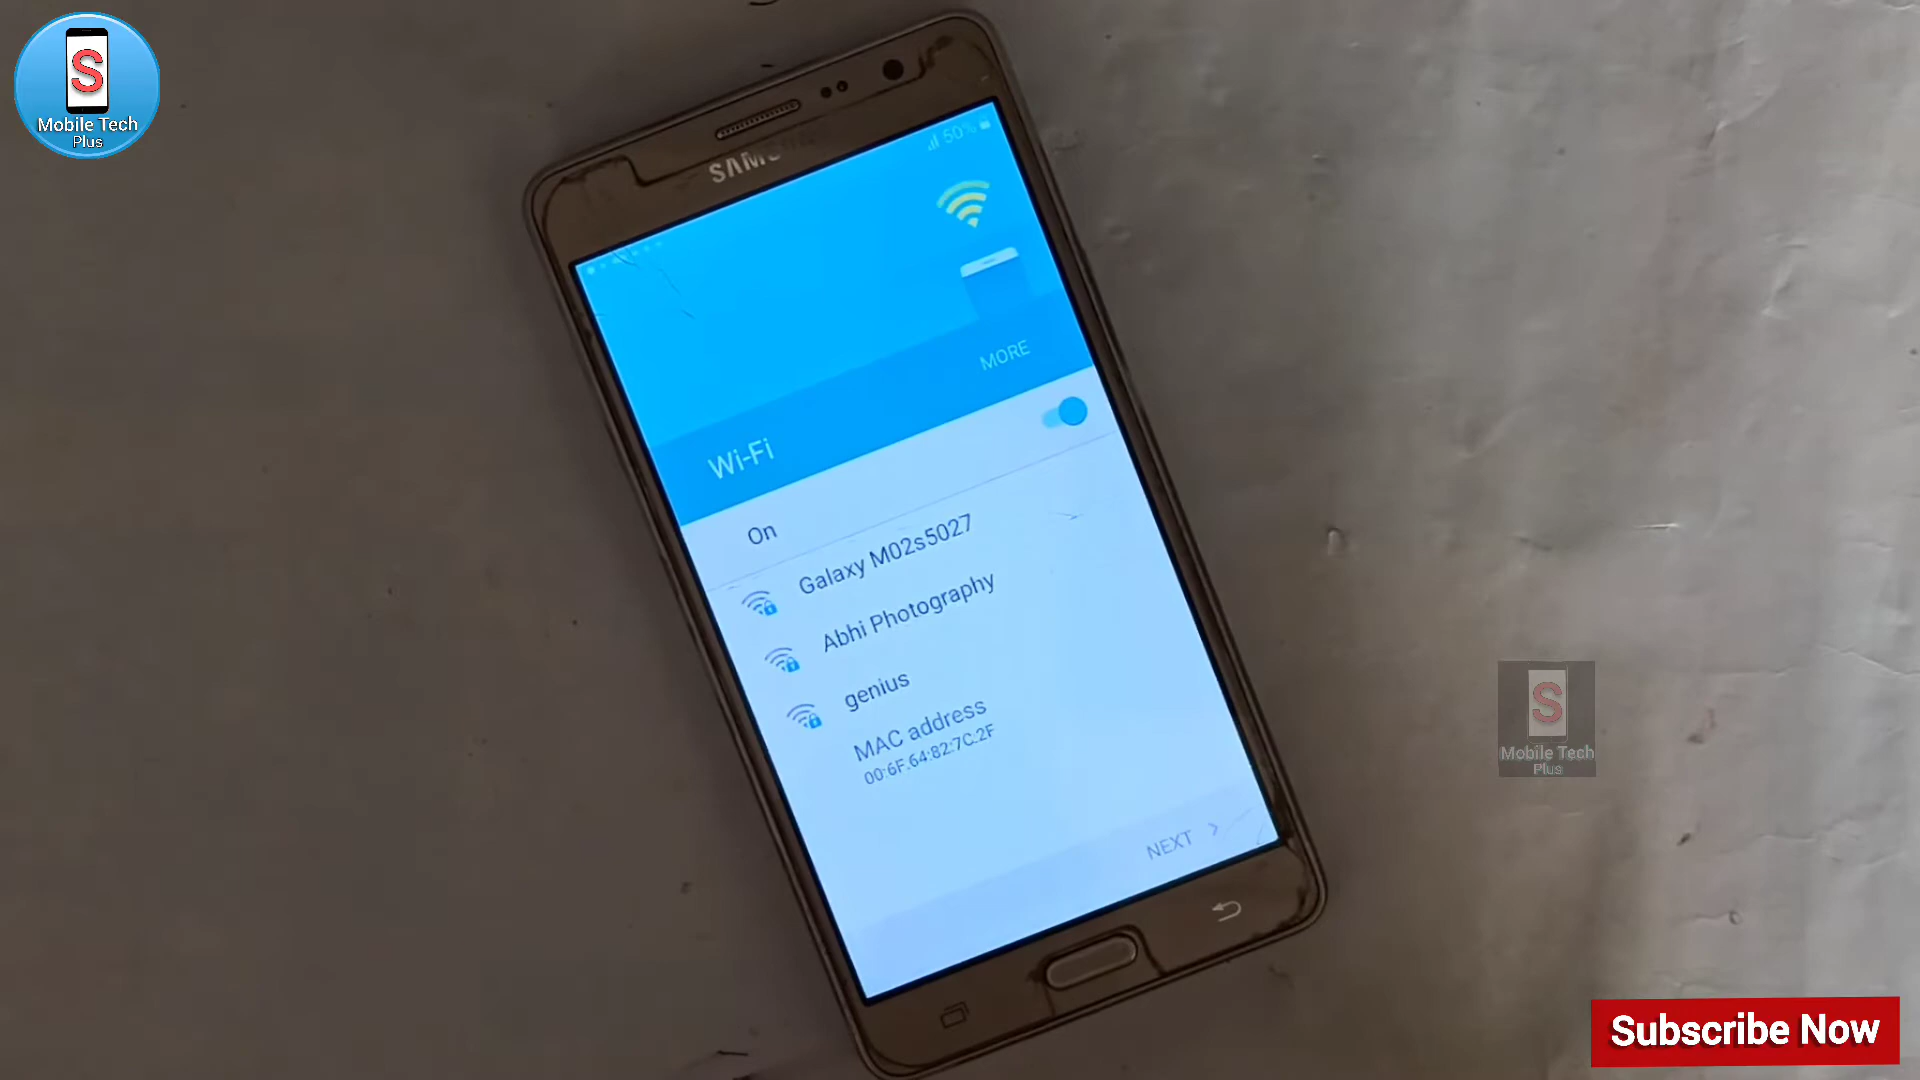 S
Mobile Tech
Plus
SAMSUNG
50%
MORE
Wi-Fi
On
Galaxy M02s5027
Abhi Photography
genius
MAC address
00:6F:64:82:7C:2F
NEXT
S
Mobile Tech
Plus
Subscribe Now